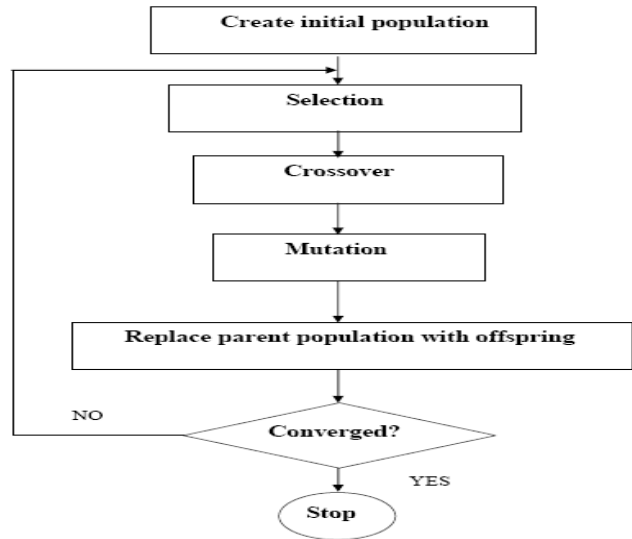 Create initial population
Selection
Crossover
Mutation
Replace parent population with offspring
NO
Converged?
YES
Stop